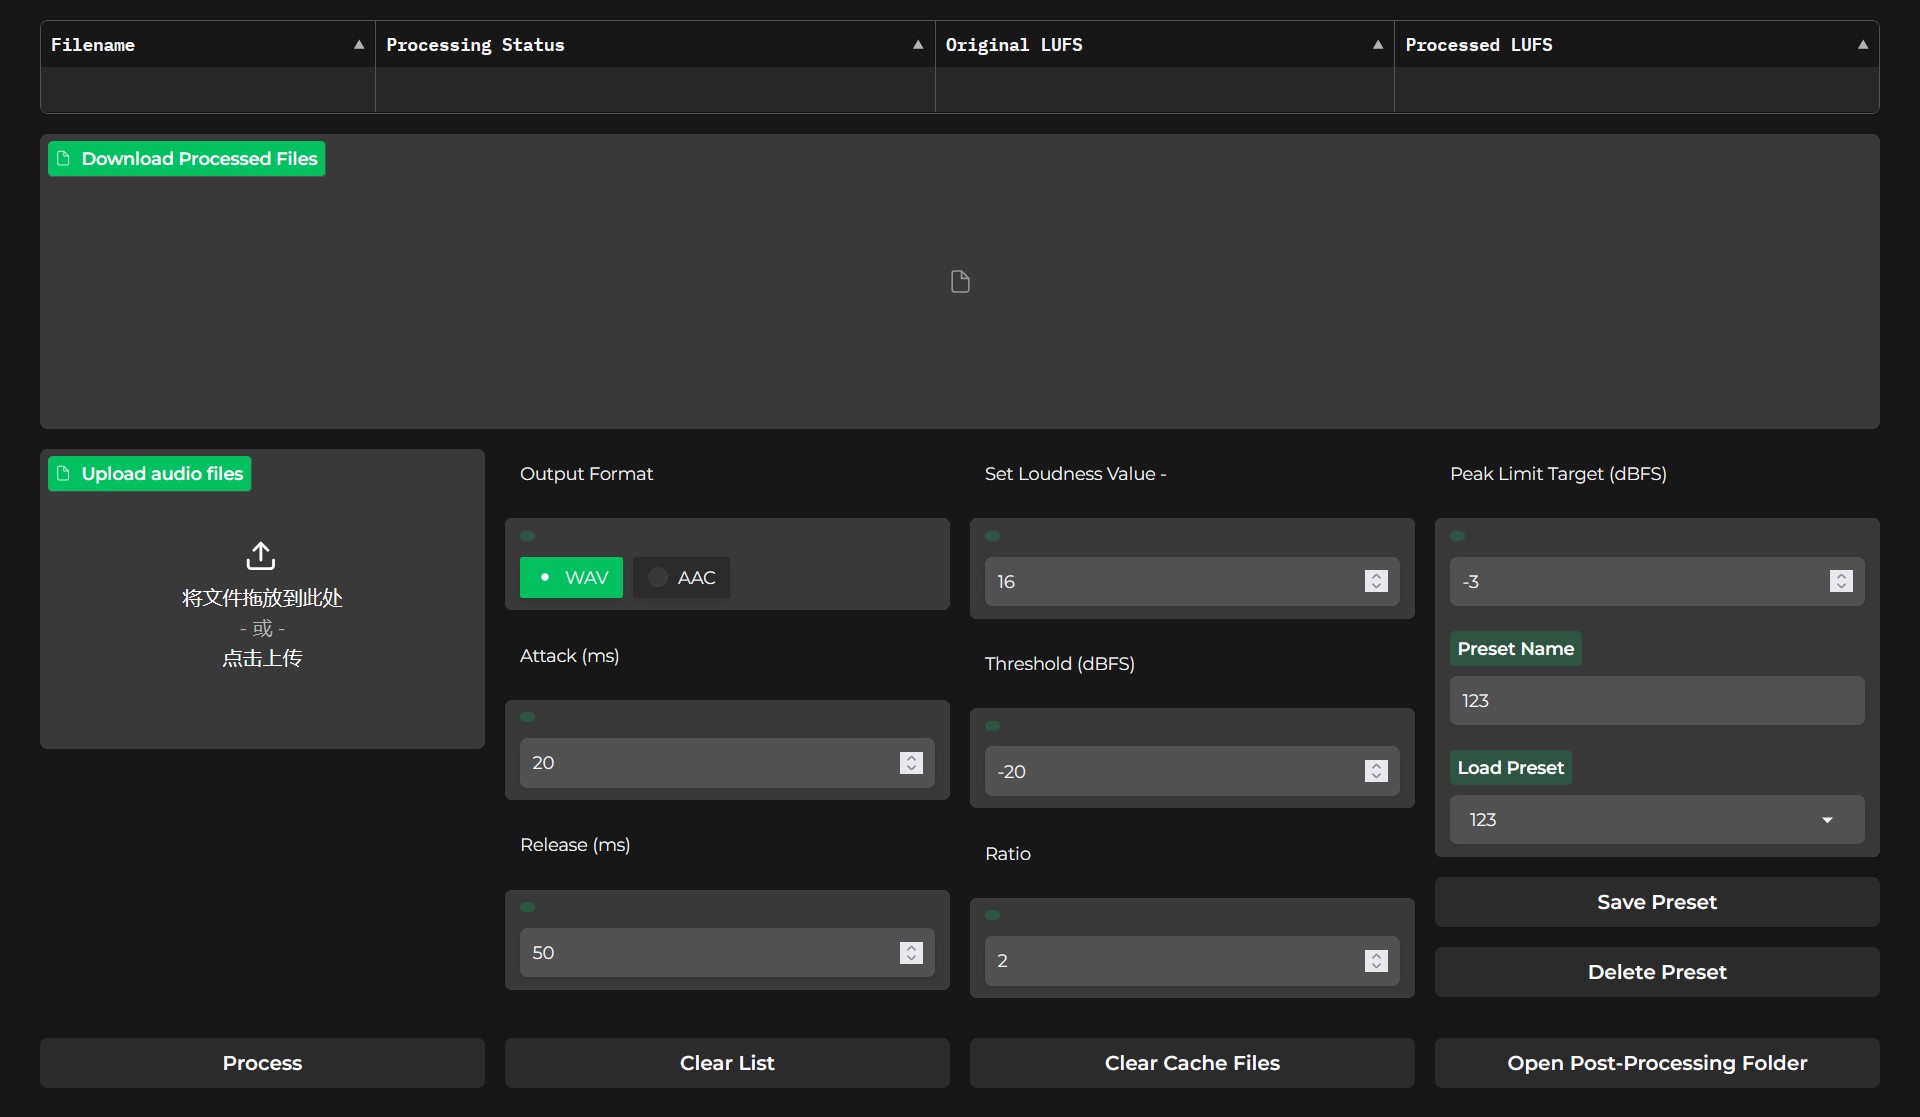 Filename ▲ Processing Status ▲ Original LUFS ▲ Processed LUFS ▲
Download Processed Files
Upload audio files
将文件拖放到此处
- 或 -
点击上传
Output Format
WAV AAC
Attack (ms)
20
Release (ms)
50
Set Loudness Value -
16
Threshold (dBFS)
-20
Ratio
2
Peak Limit Target (dBFS)
-3
Preset Name
123
Load Preset
123
Save Preset
Delete Preset
Process
Clear List
Clear Cache Files
Open Post-Processing Folder